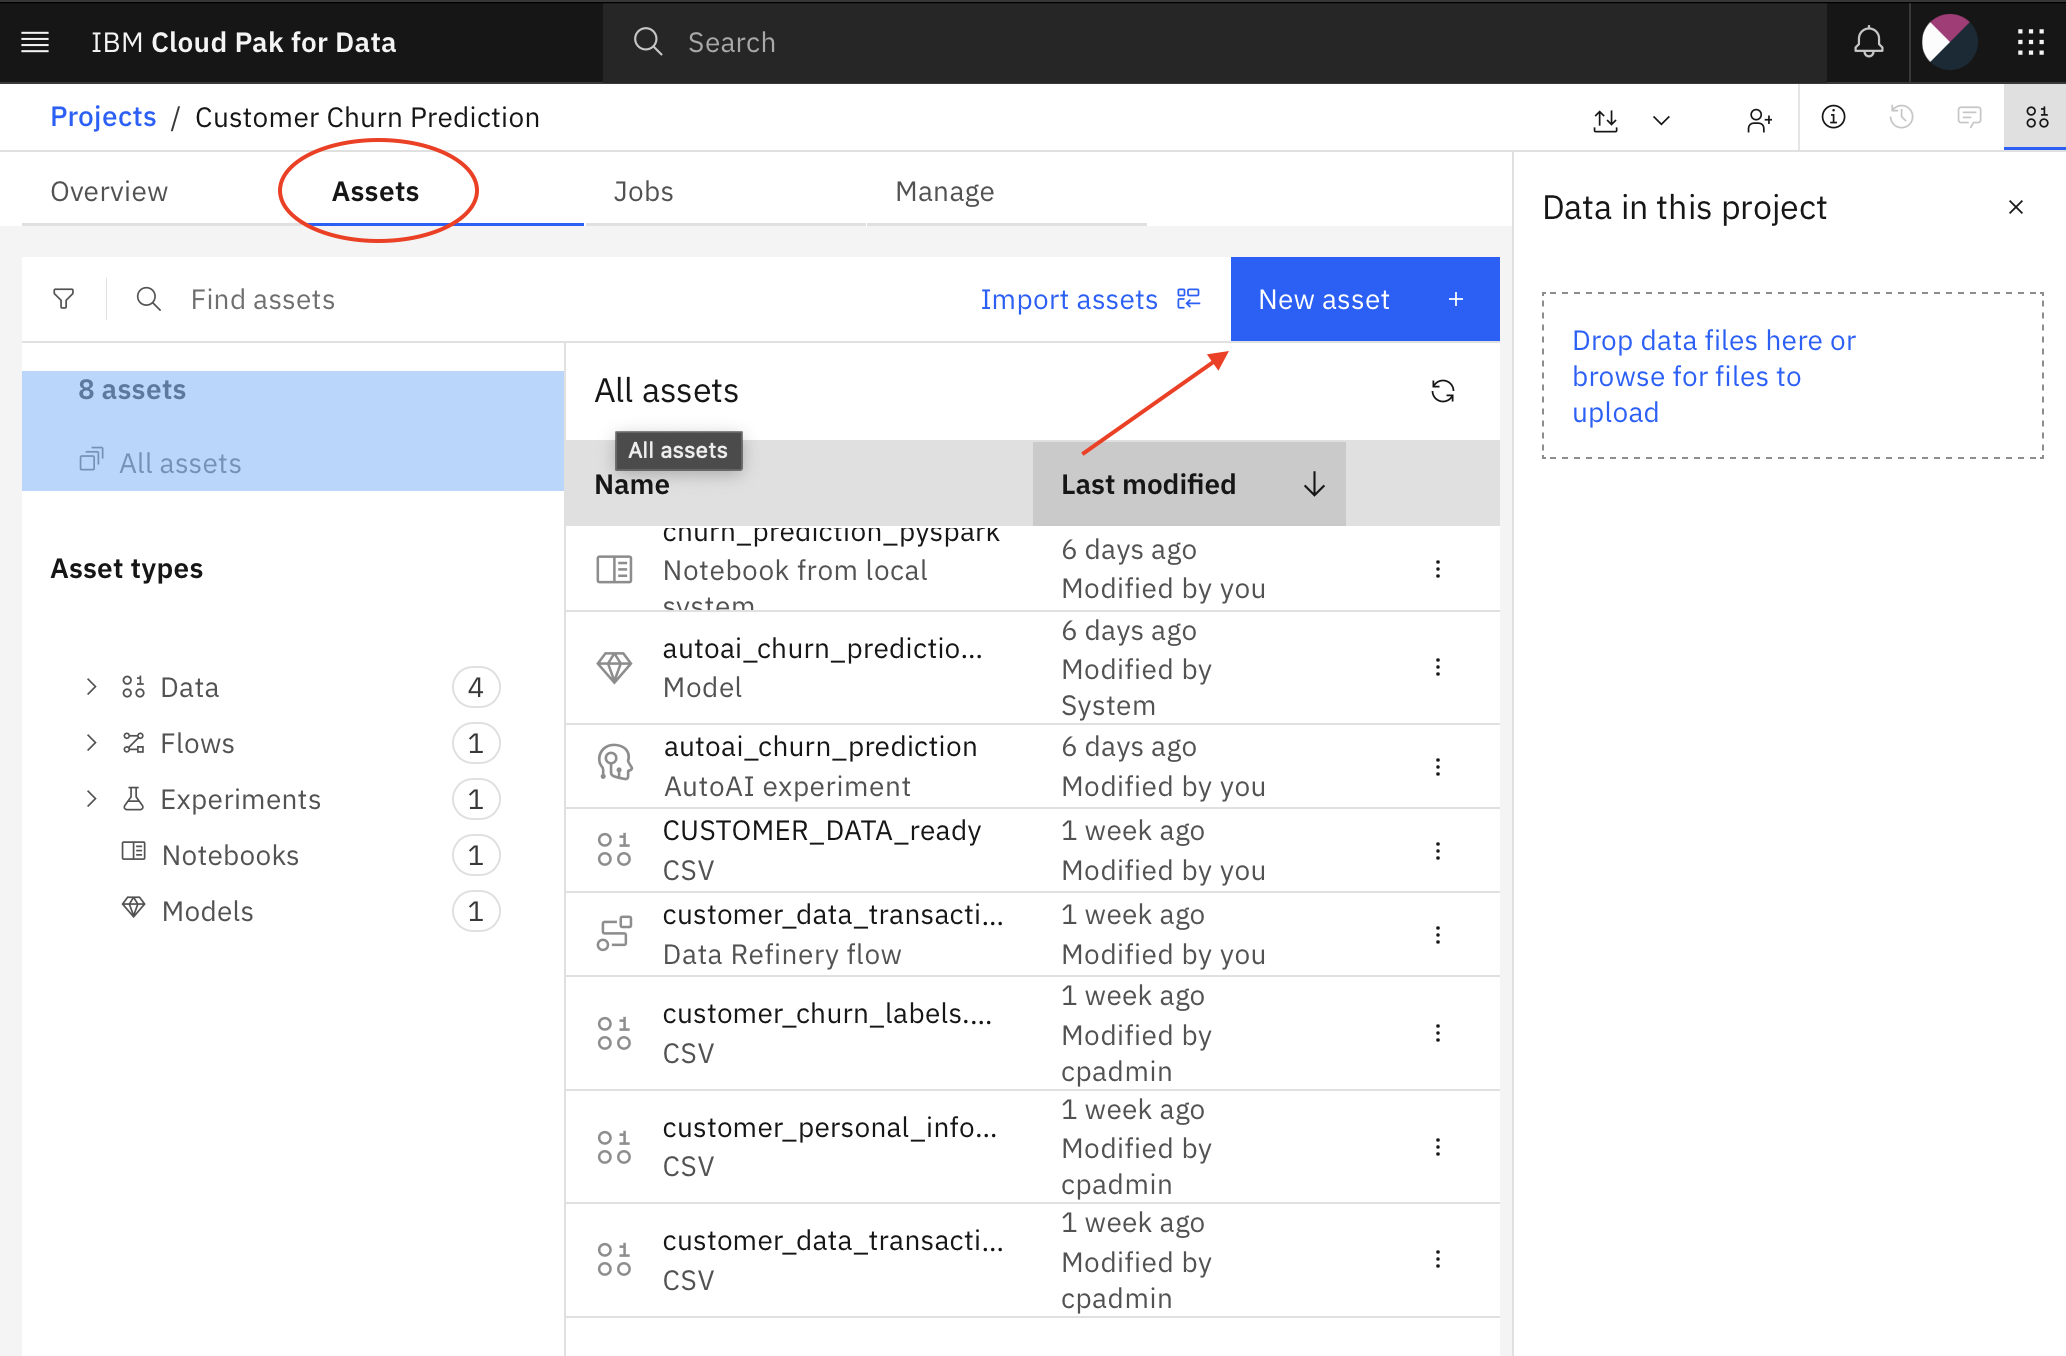 IBM Cloud Pak for Data
Search
Projects / Customer Churn Prediction
Overview
Assets
Jobs
Manage
Find assets
Import assets
New asset +
8 assets
All assets
Asset types
Data 4
Flows 1
Experiments 1
Notebooks 1
Models 1
All assets
All assets
Name
Last modified
churn_prediction_pyspark
Notebook from local
system
6 days ago
Modified by you
autoai_churn_predictio...
Model
6 days ago
Modified by
System
autoai_churn_prediction
AutoAI experiment
6 days ago
Modified by you
CUSTOMER_DATA_ready
CSV
1 week ago
Modified by you
customer_data_transacti...
Data Refinery flow
1 week ago
Modified by you
customer_churn_labels....
CSV
1 week ago
Modified by
cpadmin
customer_personal_info...
CSV
1 week ago
Modified by
cpadmin
customer_data_transacti...
CSV
1 week ago
Modified by
cpadmin
Data in this project
Drop data files here or
browse for files to
upload